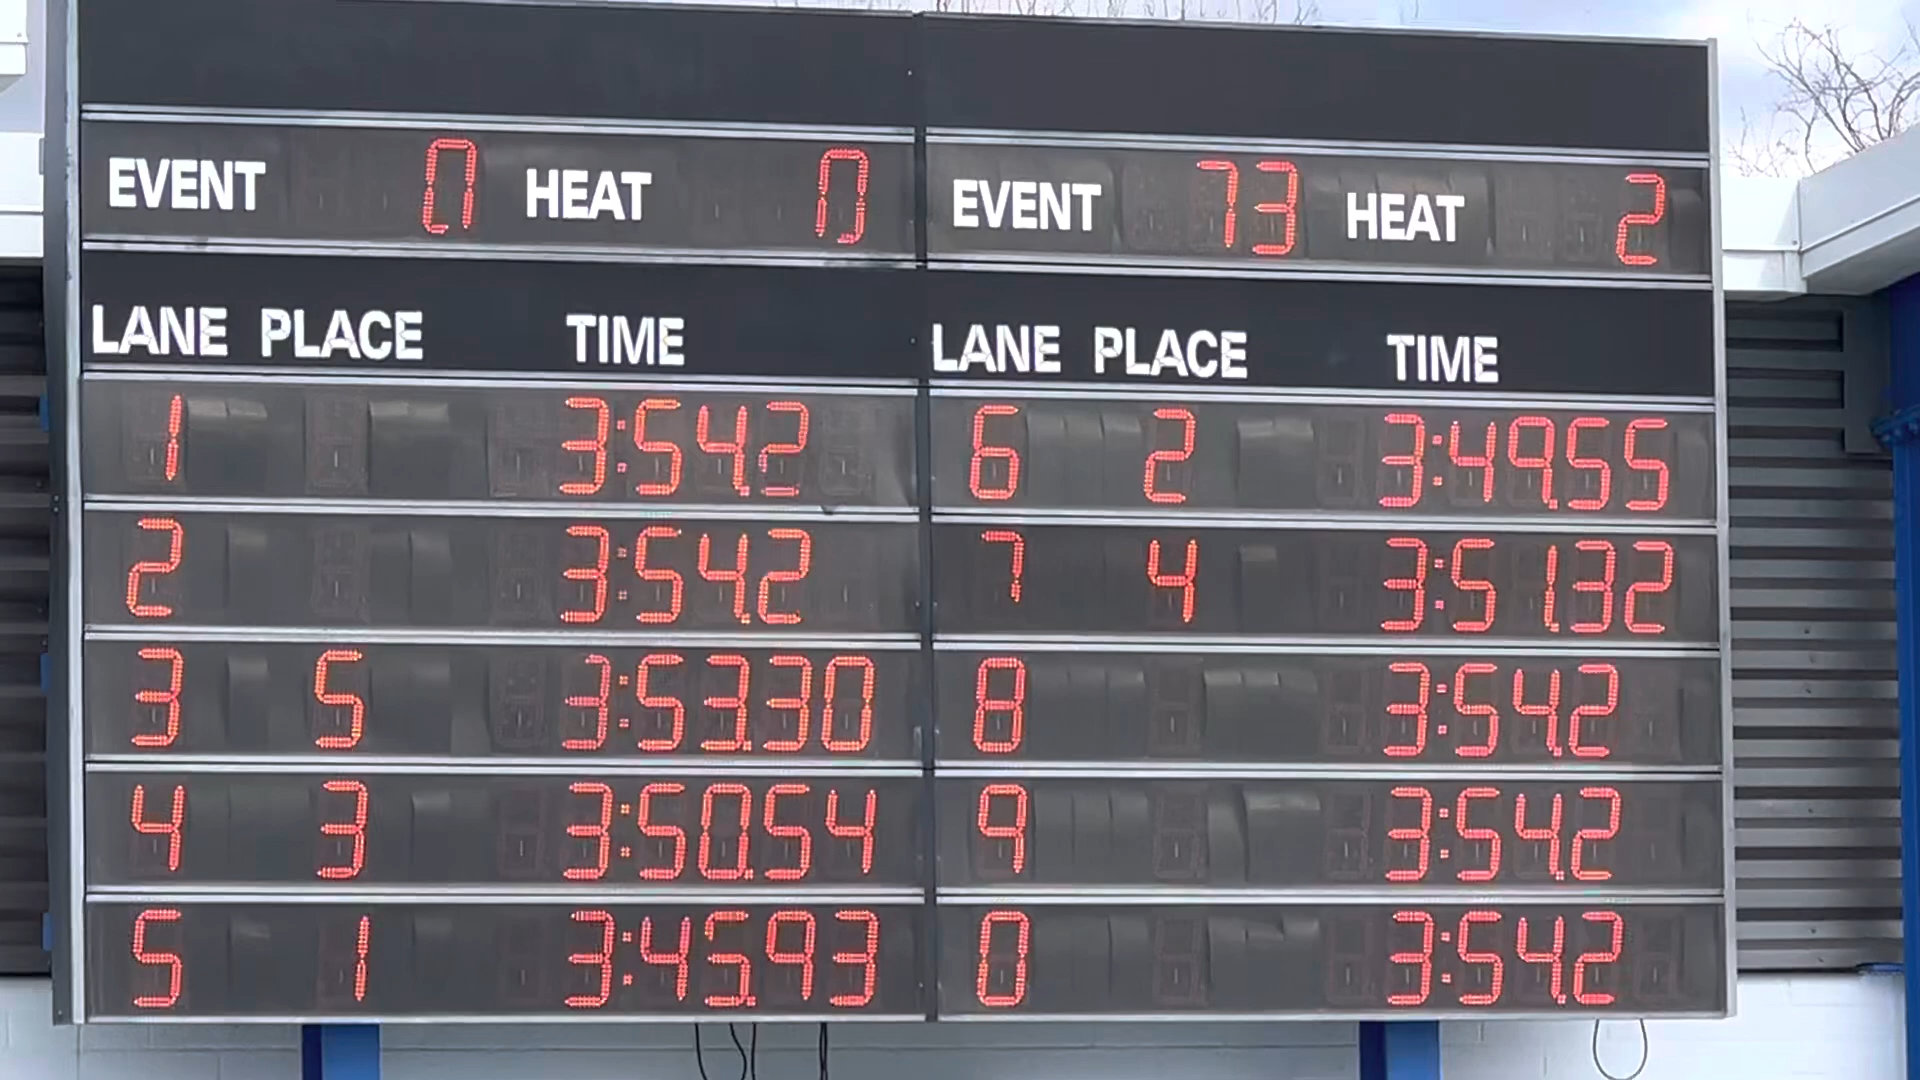 EVENT 0 HEAT 0 EVENT 73 HEAT 2
LANE PLACE TIME LANE PLACE TIME
1 3:54.2 6 2 3:49.55
2 3:54.2 7 4 3:51.32
3 5 3:53.30 8 3:54.2
4 3 3:50.54 9 3:54.2
5 1 3:45.93 0 3:54.2